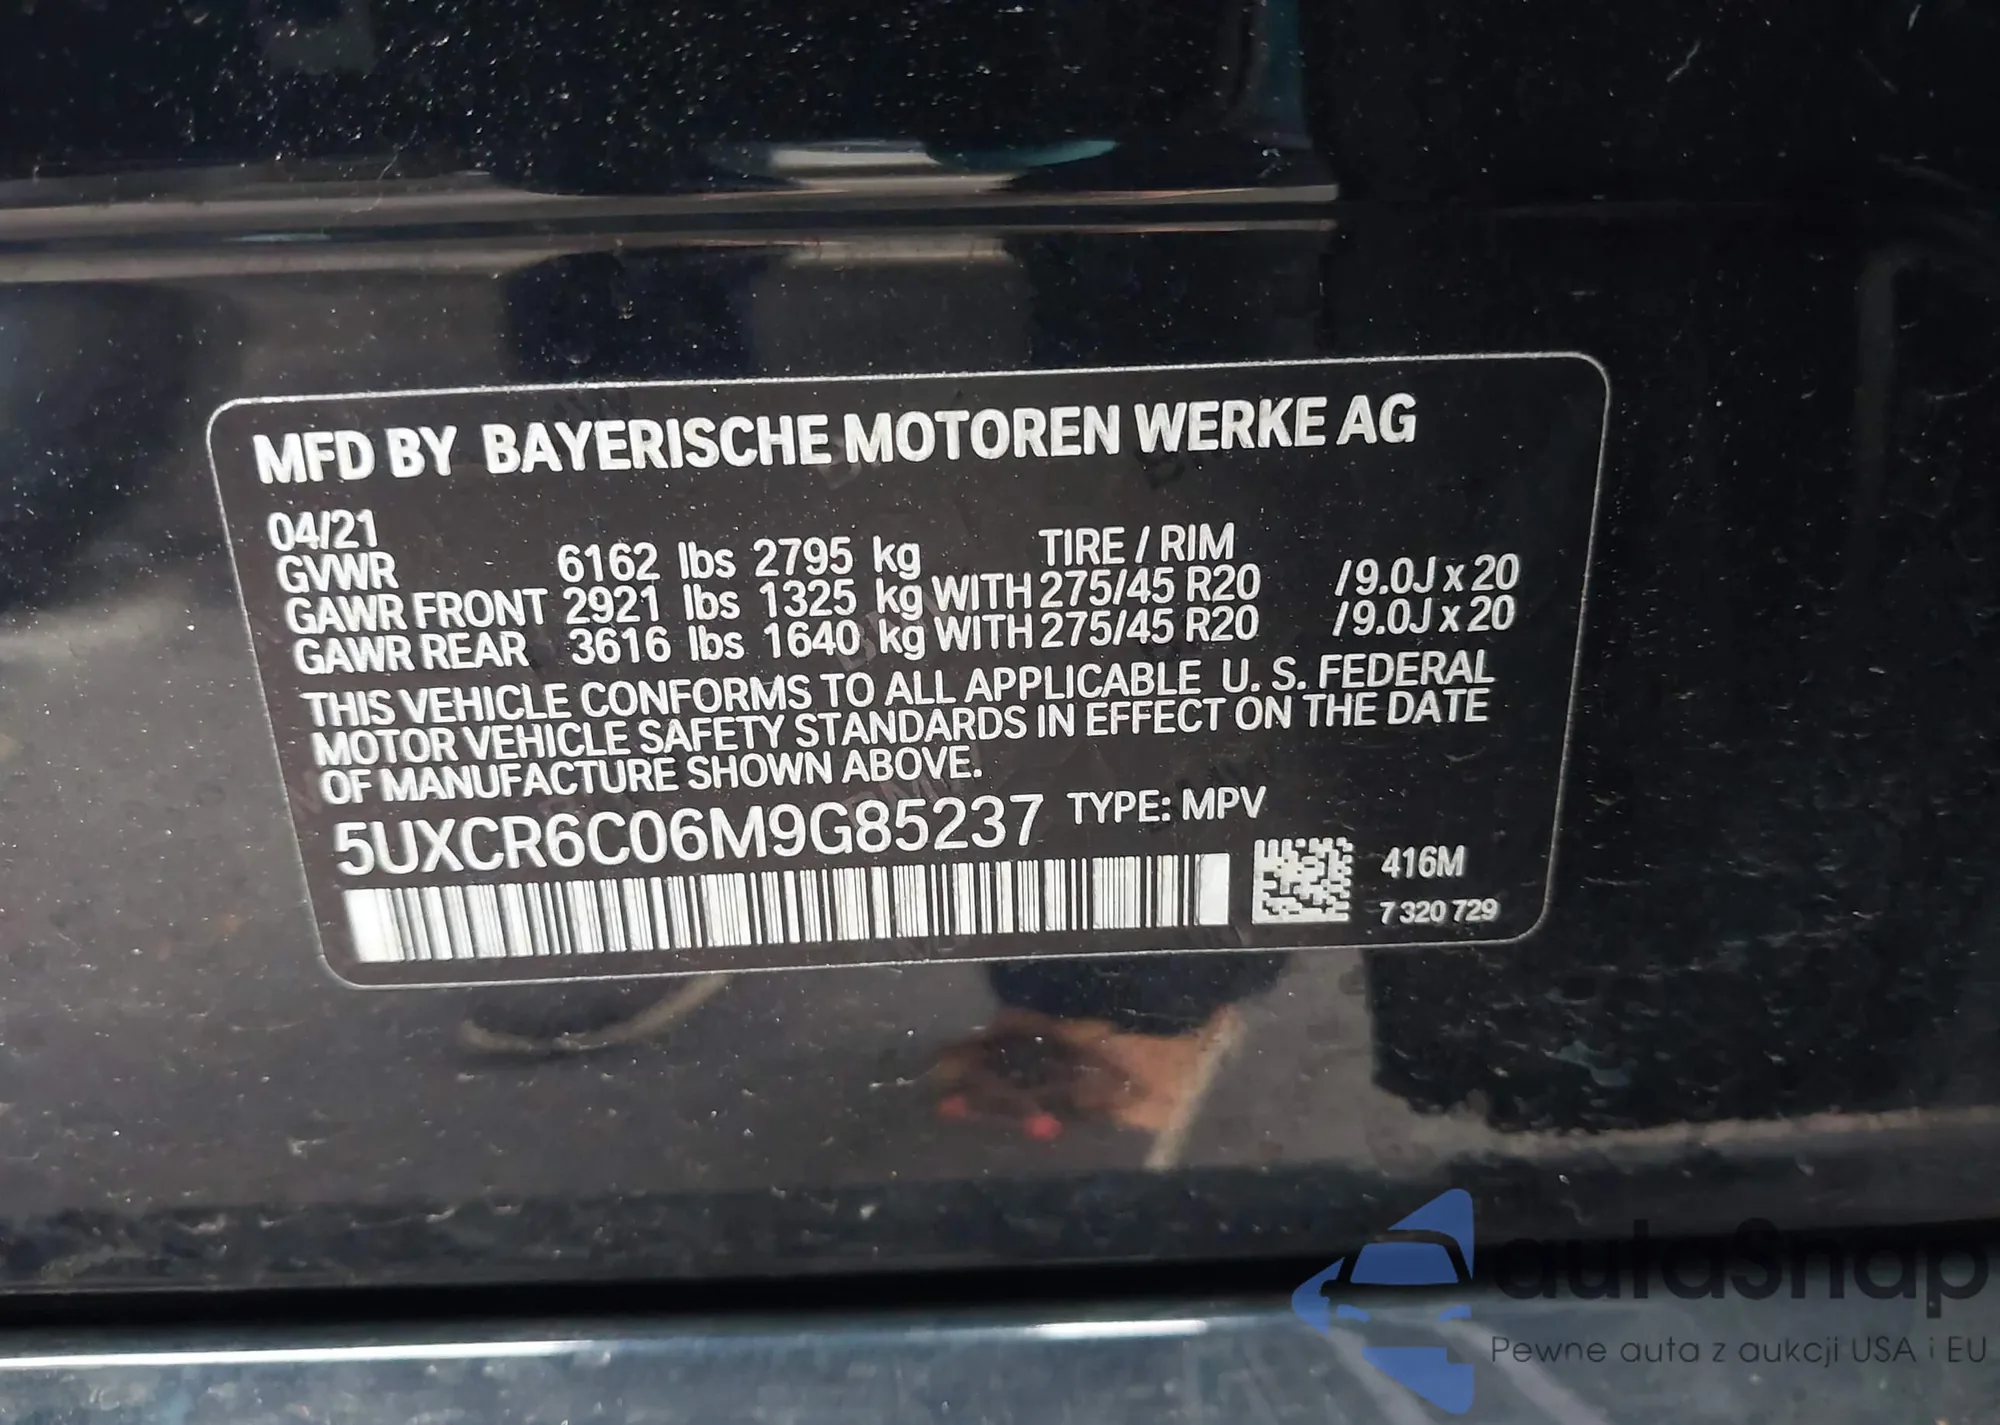 MFD BY BAYERISCHE MOTOREN WERKE AG
04/21
GVWR 6162 lbs 2795 kg TIRE / RIM
GAWR FRONT 2921 lbs 1325 kg WITH 275/45 R20 /9.0J x 20
GAWR REAR 3616 lbs 1640 kg WITH 275/45 R20 /9.0J x 20
THIS VEHICLE CONFORMS TO ALL APPLICABLE U. S. FEDERAL
MOTOR VEHICLE SAFETY STANDARDS IN EFFECT ON THE DATE
OF MANUFACTURE SHOWN ABOVE.
5UXCR6C06M9G85237 TYPE: MPV
416M
7 320 729
autaSnap
Pewne auta z aukcji USA i EU